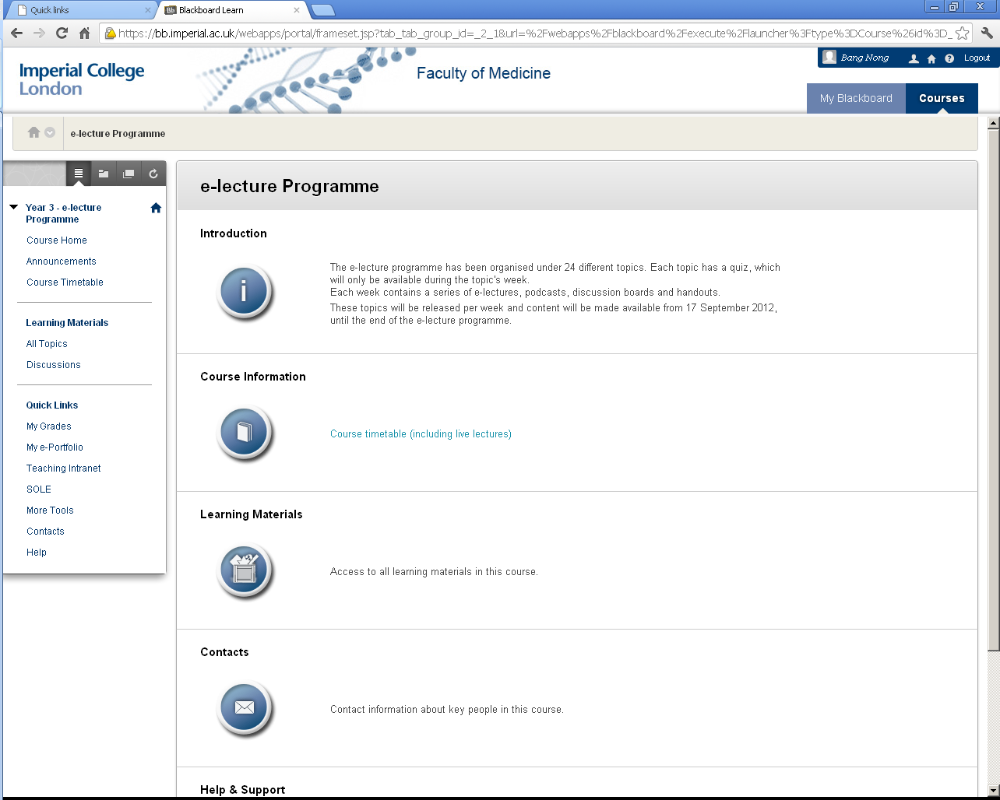 Quick links
Blackboard Learn
https://bb.imperial.ac.uk/webapps/portal/frameset.jsp?tab_tab_group_id=_2_1&url=%2Fwebapps%2Fblackboard%2Fexecute%2Flauncher%3Ftype%3DCourse%26id%3D_
Imperial College
London
Faculty of Medicine
Bang Nong
Logout
My Blackboard
Courses
e-lecture Programme
Year 3 - e-lecture
Programme
Course Home
Announcements
Course Timetable
Learning Materials
All Topics
Discussions
Quick Links
My Grades
My e-Portfolio
Teaching Intranet
SOLE
More Tools
Contacts
Help
e-lecture Programme
Introduction
The e-lecture programme has been organised under 24 different topics. Each topic has a quiz, which
will only be available during the topic's week.
Each week contains a series of e-lectures, podcasts, discussion boards and handouts.
These topics will be released per week and content will be made available from 17 September 2012,
until the end of the e-lecture programme.
Course Information
Course timetable (including live lectures)
Learning Materials
Access to all learning materials in this course.
Contacts
Contact information about key people in this course.
Help & Support